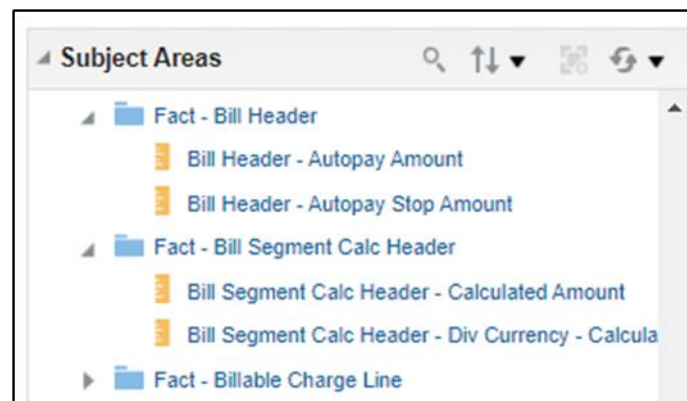 Subject Areas
Fact - Bill Header
Bill Header - Autopay Amount
Bill Header - Autopay Stop Amount
Fact - Bill Segment Calc Header
Bill Segment Calc Header - Calculated Amount
Bill Segment Calc Header - Div Currency - Calcula
Fact - Billable Charge Line